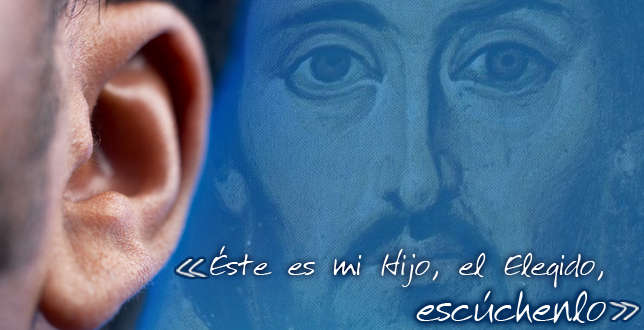 «Éste es mi Hijo, el Elegido,
escúchenlo»